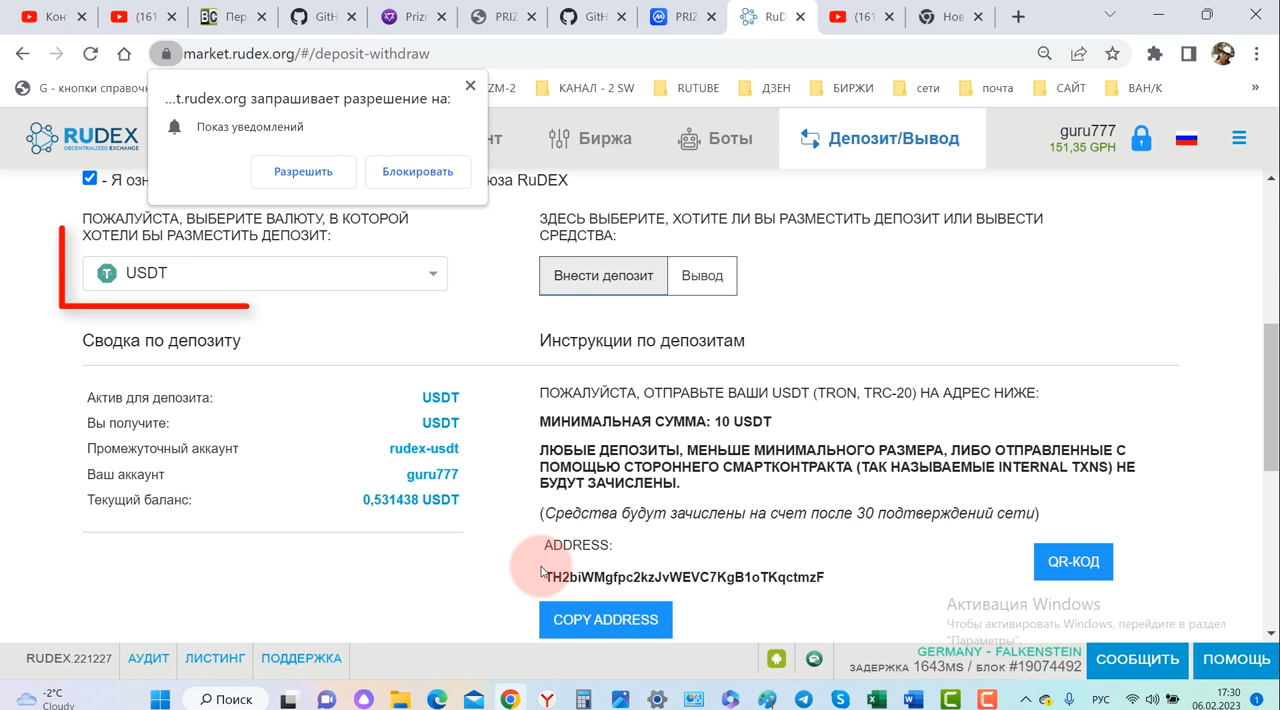 Кон
(161
Пер
GitH
Prizr
PRIZ
GitH
PRIZ
RuD
(161
Нов
market.rudex.org/#/deposit-withdraw
G - кнопки справочн
ZM-2
КАНАЛ - 2 SW
RUTUBE
ДЗЕН
БИРЖИ
сети
почта
САЙТ
ВАН/К
»
...t.rudex.org запрашивает разрешение на:
Показ уведомлений
Разрешить
Блокировать
RUDEX
DECENTRALIZED EXCHANGE
нт
Биржа
Боты
Депозит/Вывод
guru777
151,35 GPH
- Я озн
юза RuDEX
ПОЖАЛУЙСТА, ВЫБЕРИТЕ ВАЛЮТУ, В КОТОРОЙ
ХОТЕЛИ БЫ РАЗМЕСТИТЬ ДЕПОЗИТ:
USDT
ЗДЕСЬ ВЫБЕРИТЕ, ХОТИТЕ ЛИ ВЫ РАЗМЕСТИТЬ ДЕПОЗИТ ИЛИ ВЫВЕСТИ
СРЕДСТВА:
Внести депозит
Вывод
Сводка по депозиту
Актив для депозита: USDT
Вы получите: USDT
Промежуточный аккаунт rudex-usdt
Ваш аккаунт guru777
Текущий баланс: 0,531438 USDT
Инструкции по депозитам
ПОЖАЛУЙСТА, ОТПРАВЬТЕ ВАШИ USDT (TRON, TRC-20) НА АДРЕС НИЖЕ:
МИНИМАЛЬНАЯ СУММА: 10 USDT
ЛЮБЫЕ ДЕПОЗИТЫ, МЕНЬШЕ МИНИМАЛЬНОГО РАЗМЕРА, ЛИБО ОТПРАВЛЕННЫЕ С
ПОМОЩЬЮ СТОРОННЕГО СМАРТКОНТРАКТА (ТАК НАЗЫВАЕМЫЕ INTERNAL TXNS) НЕ
БУДУТ ЗАЧИСЛЕНЫ.
(Средства будут зачислены на счет после 30 подтверждений сети)
ADDRESS:
TH2biWMgfpc2kzJvWEVC7KgB1oTKqctmzF
QR-КОД
COPY ADDRESS
Активация Windows
Чтобы активировать Windows, перейдите в раздел
"Параметры".
RUDEX.221227
АУДИТ
ЛИСТИНГ
ПОДДЕРЖКА
GERMANY - FALKENSTEIN
ЗАДЕРЖКА 1643MS / БЛОК #19074492
СООБЩИТЬ
ПОМОЩЬ
-2°C
Cloudy
Поиск
РУС
17:30
06.02.2023
1